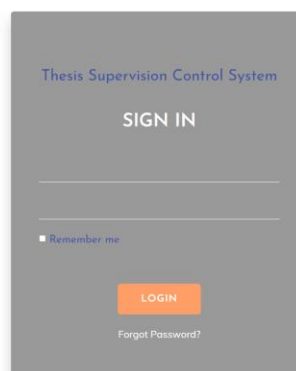 Thesis Supervision Control System
SIGN IN
Remember me
LOGIN
Forgot Password?